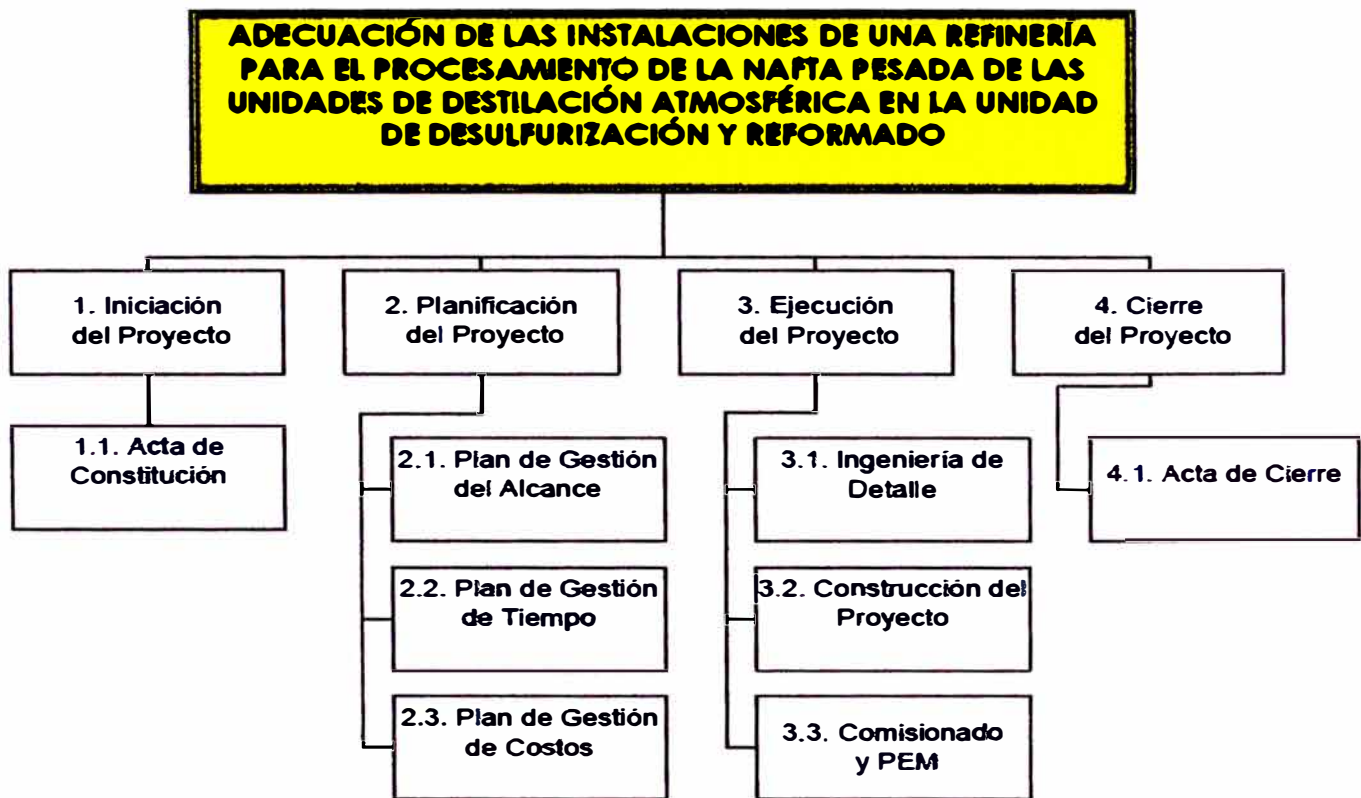 ADECUACIÓN DE LAS INSTALACIONES DE UNA REFINERÍA
PARA EL PROCESAMIENTO DE LA NAFTA PESADA DE LAS
UNIDADES DE DESTILACIÓN ATMOSFÉRICA EN LA UNIDAD
DE DESULFURIZACIÓN Y REFORMADO
1. Iniciación
del Proyecto
2. Planificación
del Proyecto
3. Ejecución
del Proyecto
4. Cierre
del Proyecto
1.1. Acta de
Constitución
2.1. Plan de Gestión
del Alcance
3.1. Ingeniería de
Detalle
4.1. Acta de Cierre
2.2. Plan de Gestión
de Tiempo
3.2. Construcción del
Proyecto
2.3. Plan de Gestión
de Costos
3.3. Comisionado
y PEM